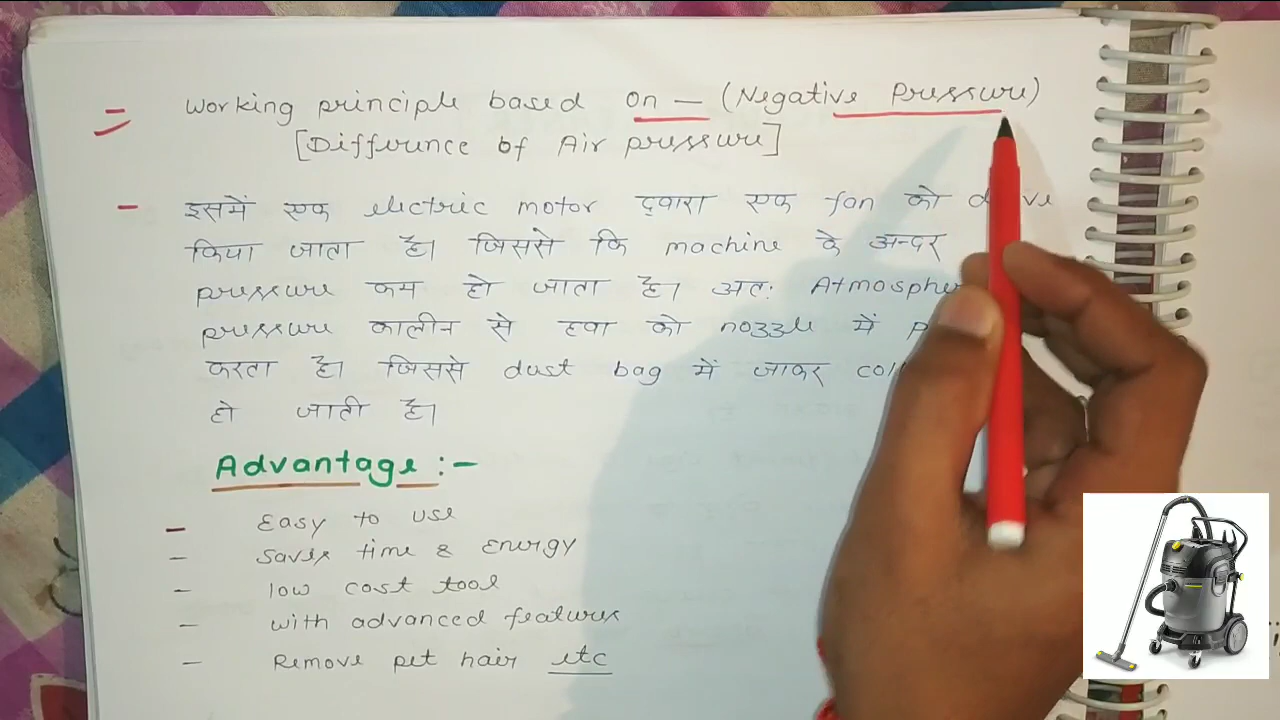 Working principle based on — (Negative Pressure)
[Difference of Air pressure]
- इसमें एक electric motor द्वारा एक fan को
किया जाता है। जिससे कि machine के अन्दर
pressure कम हो जाता है। अतः
pressure कालीन से हवा को nozzle में
करता है। जिससे dust bag में जाकर
हो जाती है।
Advantage :-
- Easy to use
- Saves time & energy
- low cost tool
- with advanced features
- Remove pet hair etc